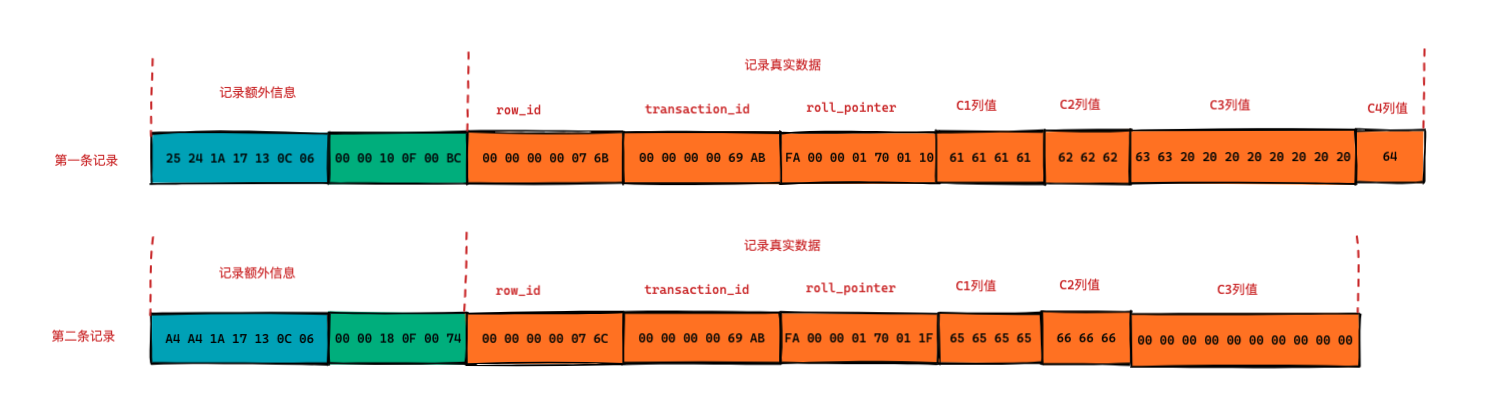 记录真实数据
记录额外信息
row_id transaction_id roll_pointer C1列值 C2列值 C3列值 C4列值
第一条记录 25 24 1A 17 13 0C 06 00 00 10 0F 00 BC 00 00 00 00 07 6B 00 00 00 00 69 AB FA 00 00 01 70 01 10 61 61 61 61 62 62 62 63 63 20 20 20 20 20 20 20 20 64
记录真实数据
记录额外信息
row_id transaction_id roll_pointer C1列值 C2列值 C3列值
第二条记录 A4 A4 1A 17 13 0C 06 00 00 18 0F 00 74 00 00 00 00 07 6C 00 00 00 00 69 AB FA 00 00 01 70 01 1F 65 65 65 65 66 66 66 00 00 00 00 00 00 00 00 00 00